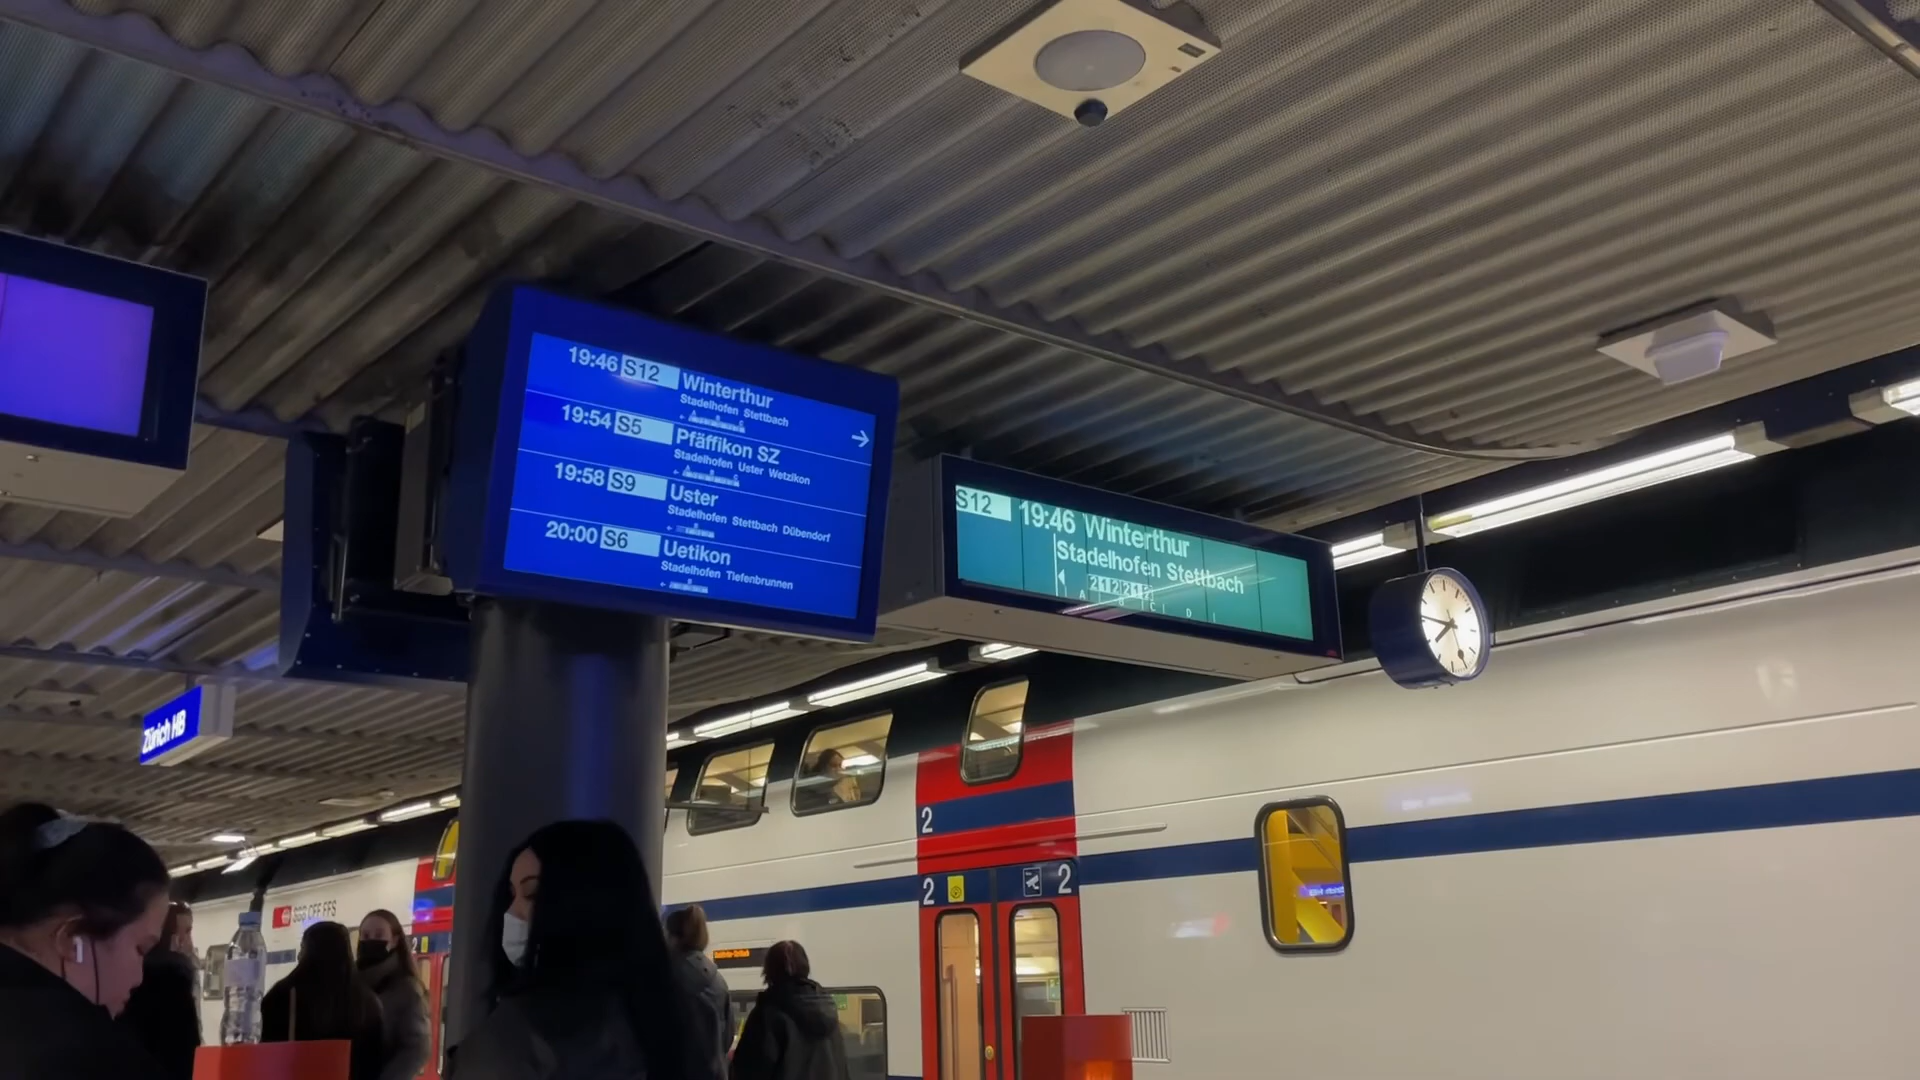 19:46 S12 Winterthur
Stadelhofen Stettbach
19:54 S5 Pfäffikon SZ
Stadelhofen Uster Wetzikon
19:58 S9 Uster
Stadelhofen Stettbach Dübendorf
20:00 S6 Uetikon
Stadelhofen Tiefenbrunnen
S12 19:46 Winterthur
Stadelhofen Stettbach
A B C D
Zürich HB
2
2 2
SBB CFF FFS
2